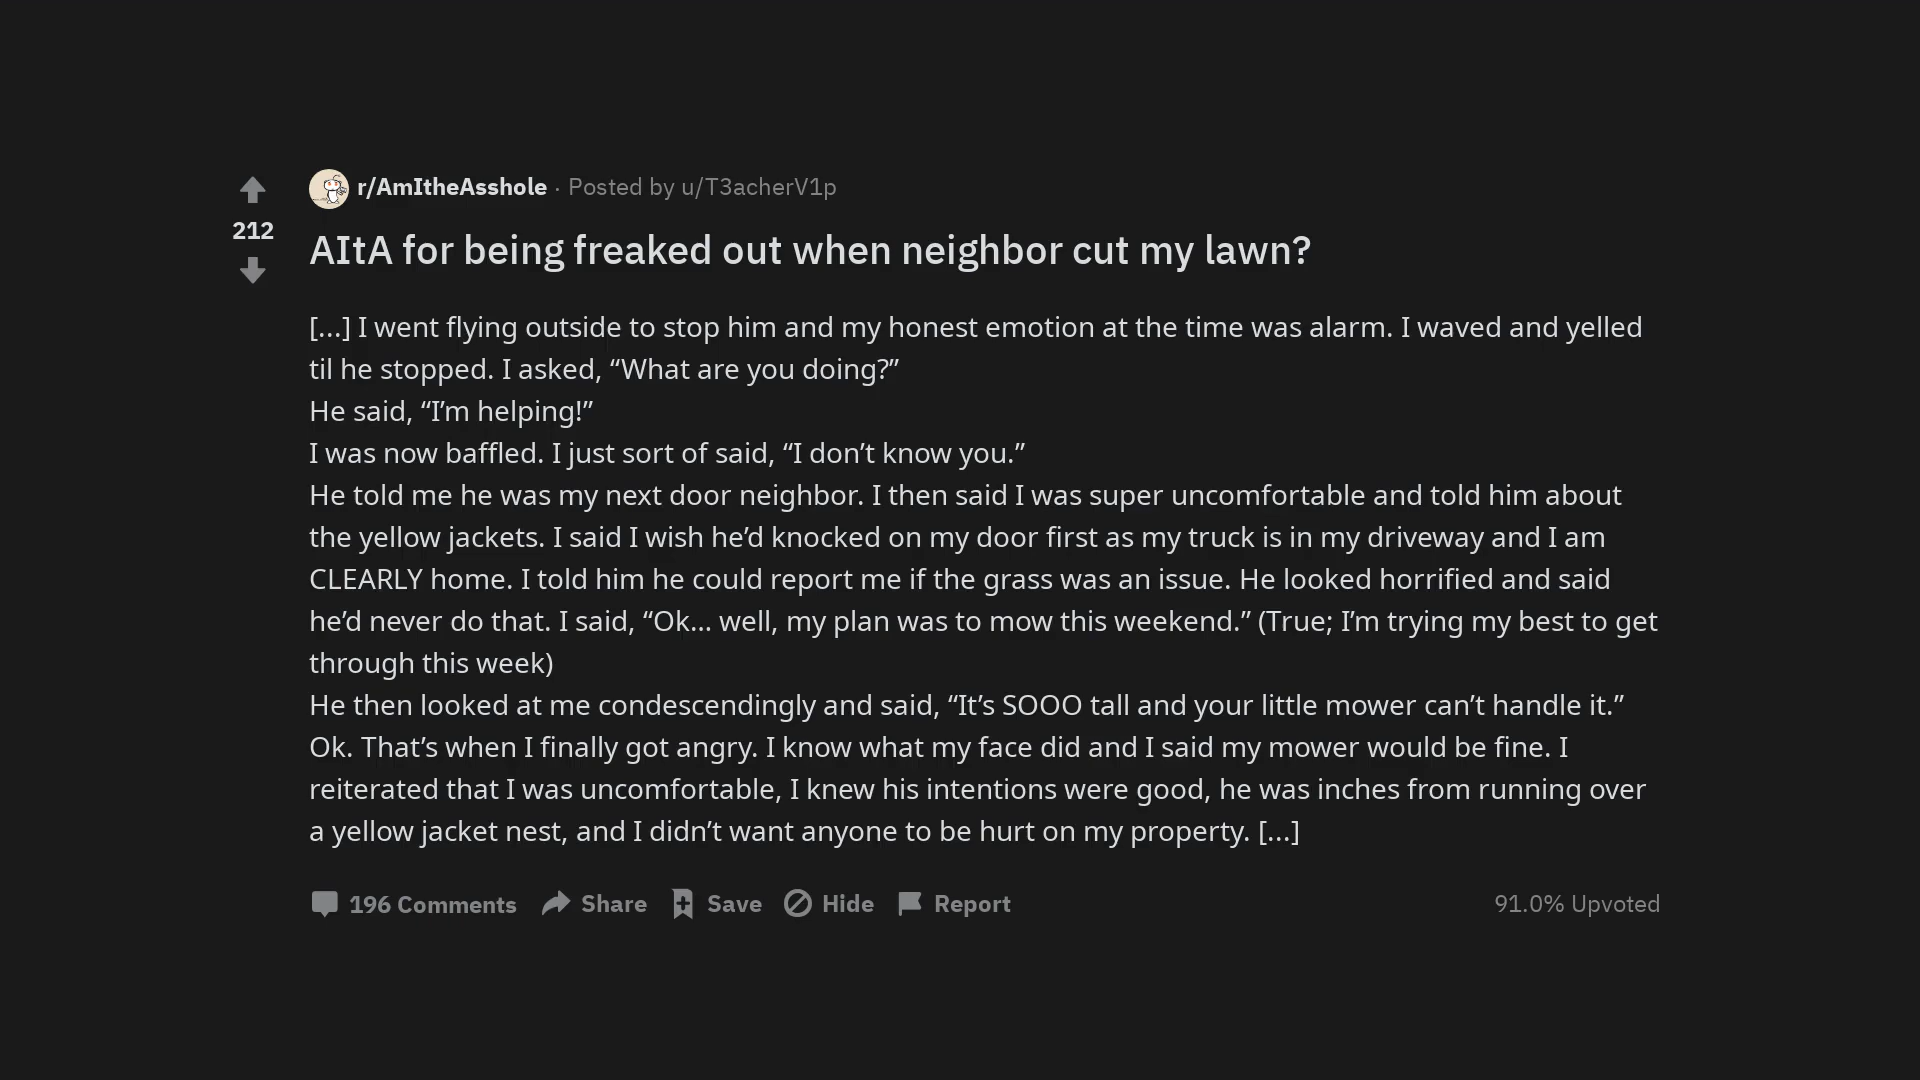 r/AmItheAsshole · Posted by u/T3acherV1p
212
AItA for being freaked out when neighbor cut my lawn?
[...] I went flying outside to stop him and my honest emotion at the time was alarm. I waved and yelled
til he stopped. I asked, “What are you doing?”
He said, “I’m helping!”
I was now baffled. I just sort of said, “I don’t know you.”
He told me he was my next door neighbor. I then said I was super uncomfortable and told him about
the yellow jackets. I said I wish he’d knocked on my door first as my truck is in my driveway and I am
CLEARLY home. I told him he could report me if the grass was an issue. He looked horrified and said
he’d never do that. I said, “Ok... well, my plan was to mow this weekend.” (True; I’m trying my best to get
through this week)
He then looked at me condescendingly and said, “It’s SOOO tall and your little mower can’t handle it.”
Ok. That’s when I finally got angry. I know what my face did and I said my mower would be fine. I
reiterated that I was uncomfortable, I knew his intentions were good, he was inches from running over
a yellow jacket nest, and I didn’t want anyone to be hurt on my property. [...]
196 Comments Share Save Hide Report 91.0% Upvoted